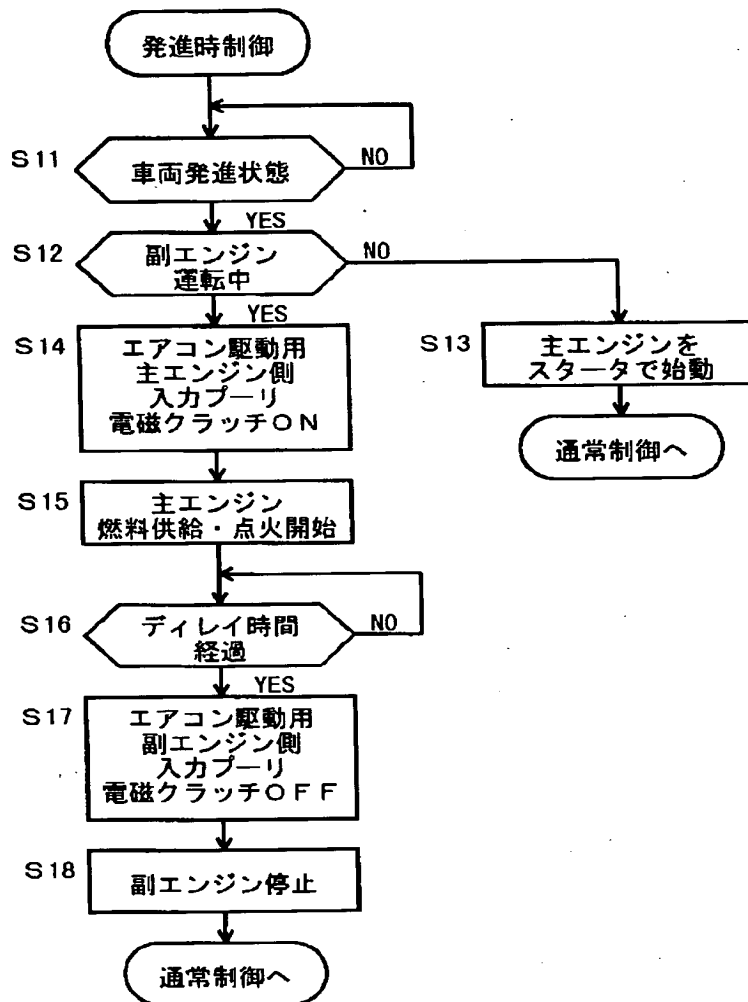 発進時制御
S11
車両発進状態
NO
YES
S12
副エンジン
運転中
NO
YES
S14
エアコン駆動用
主エンジン側
入力プーリ
電磁クラッチON
S13
主エンジンを
スタータで始動
通常制御へ
S15
主エンジン
燃料供給・点火開始
S16
ディレイ時間
経過
NO
YES
S17
エアコン駆動用
副エンジン側
入力プーリ
電磁クラッチOFF
S18
副エンジン停止
通常制御へ